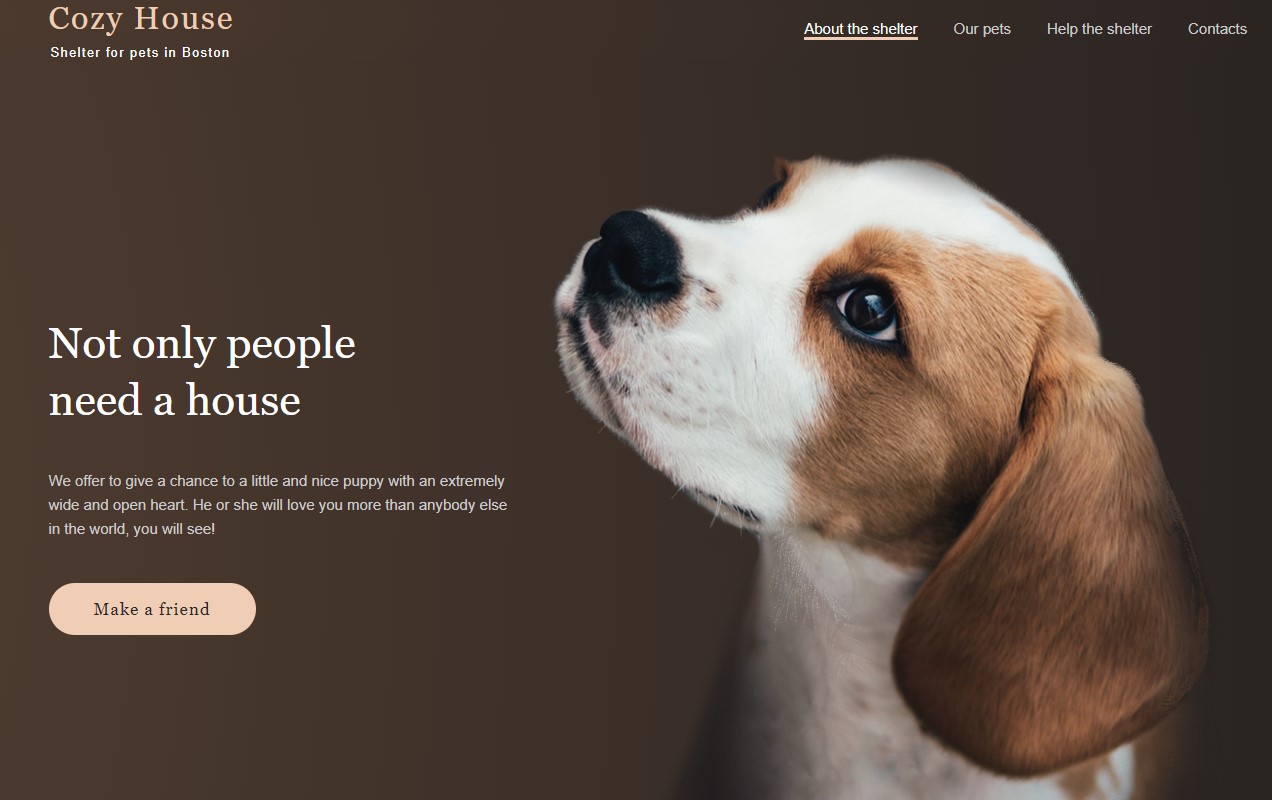 Cozy House
Shelter for pets in Boston
About the shelter
Our pets
Help the shelter
Contacts
Not only people
need a house
We offer to give a chance to a little and nice puppy with an extremely
wide and open heart. He or she will love you more than anybody else
in the world, you will see!
Make a friend